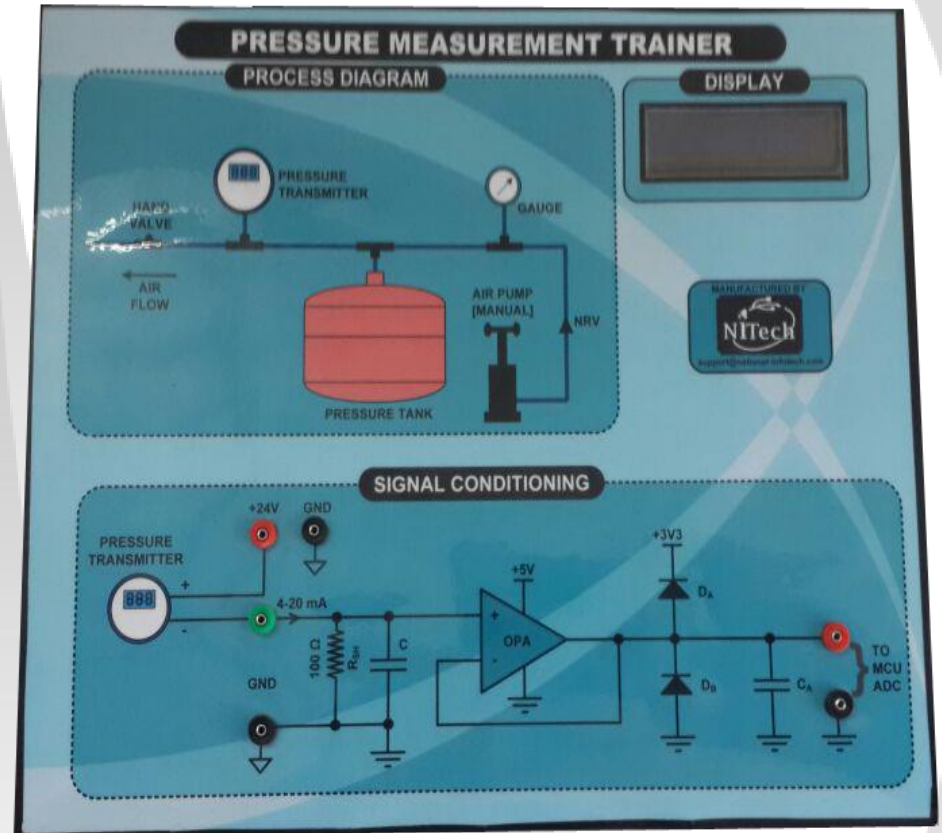 PRESSURE MEASUREMENT TRAINER
PROCESS DIAGRAM
DISPLAY
PRESSURE
TRANSMITTER
HAND
VALVE
GAUGE
AIR
FLOW
AIR PUMP
[MANUAL]
NRV
PRESSURE TANK
MANUFACTURED BY
NITech
SIGNAL CONDITIONING
+24V
GND
PRESSURE
TRANSMITTER
+
-
4-20 mA
100 Ω
RSH
C
GND
+5V
+
-
OPA
+3V3
DA
DB
CA
TO
MCU
ADC